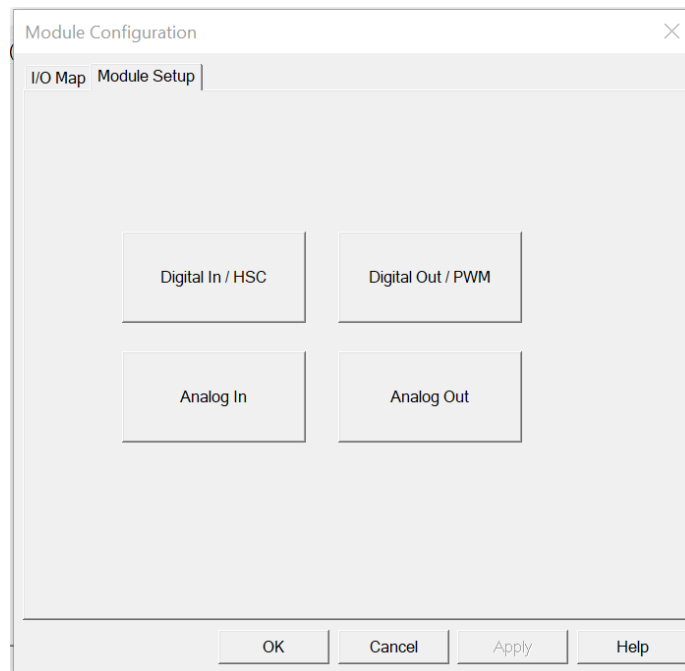 Module Configuration
I/O Map Module Setup
Digital In / HSC Digital Out / PWM
Analog In Analog Out
OK Cancel Apply Help